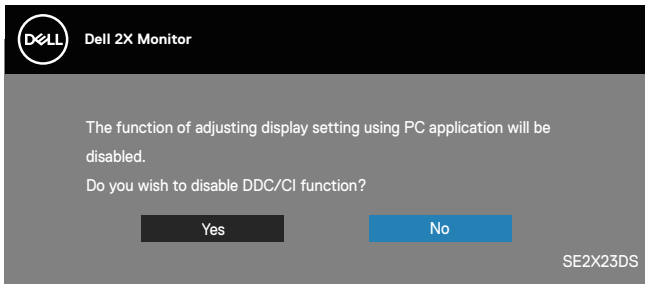 DELL
Dell 2X Monitor
The function of adjusting display setting using PC application will be
disabled.
Do you wish to disable DDC/CI function?
Yes No
SE2X23DS